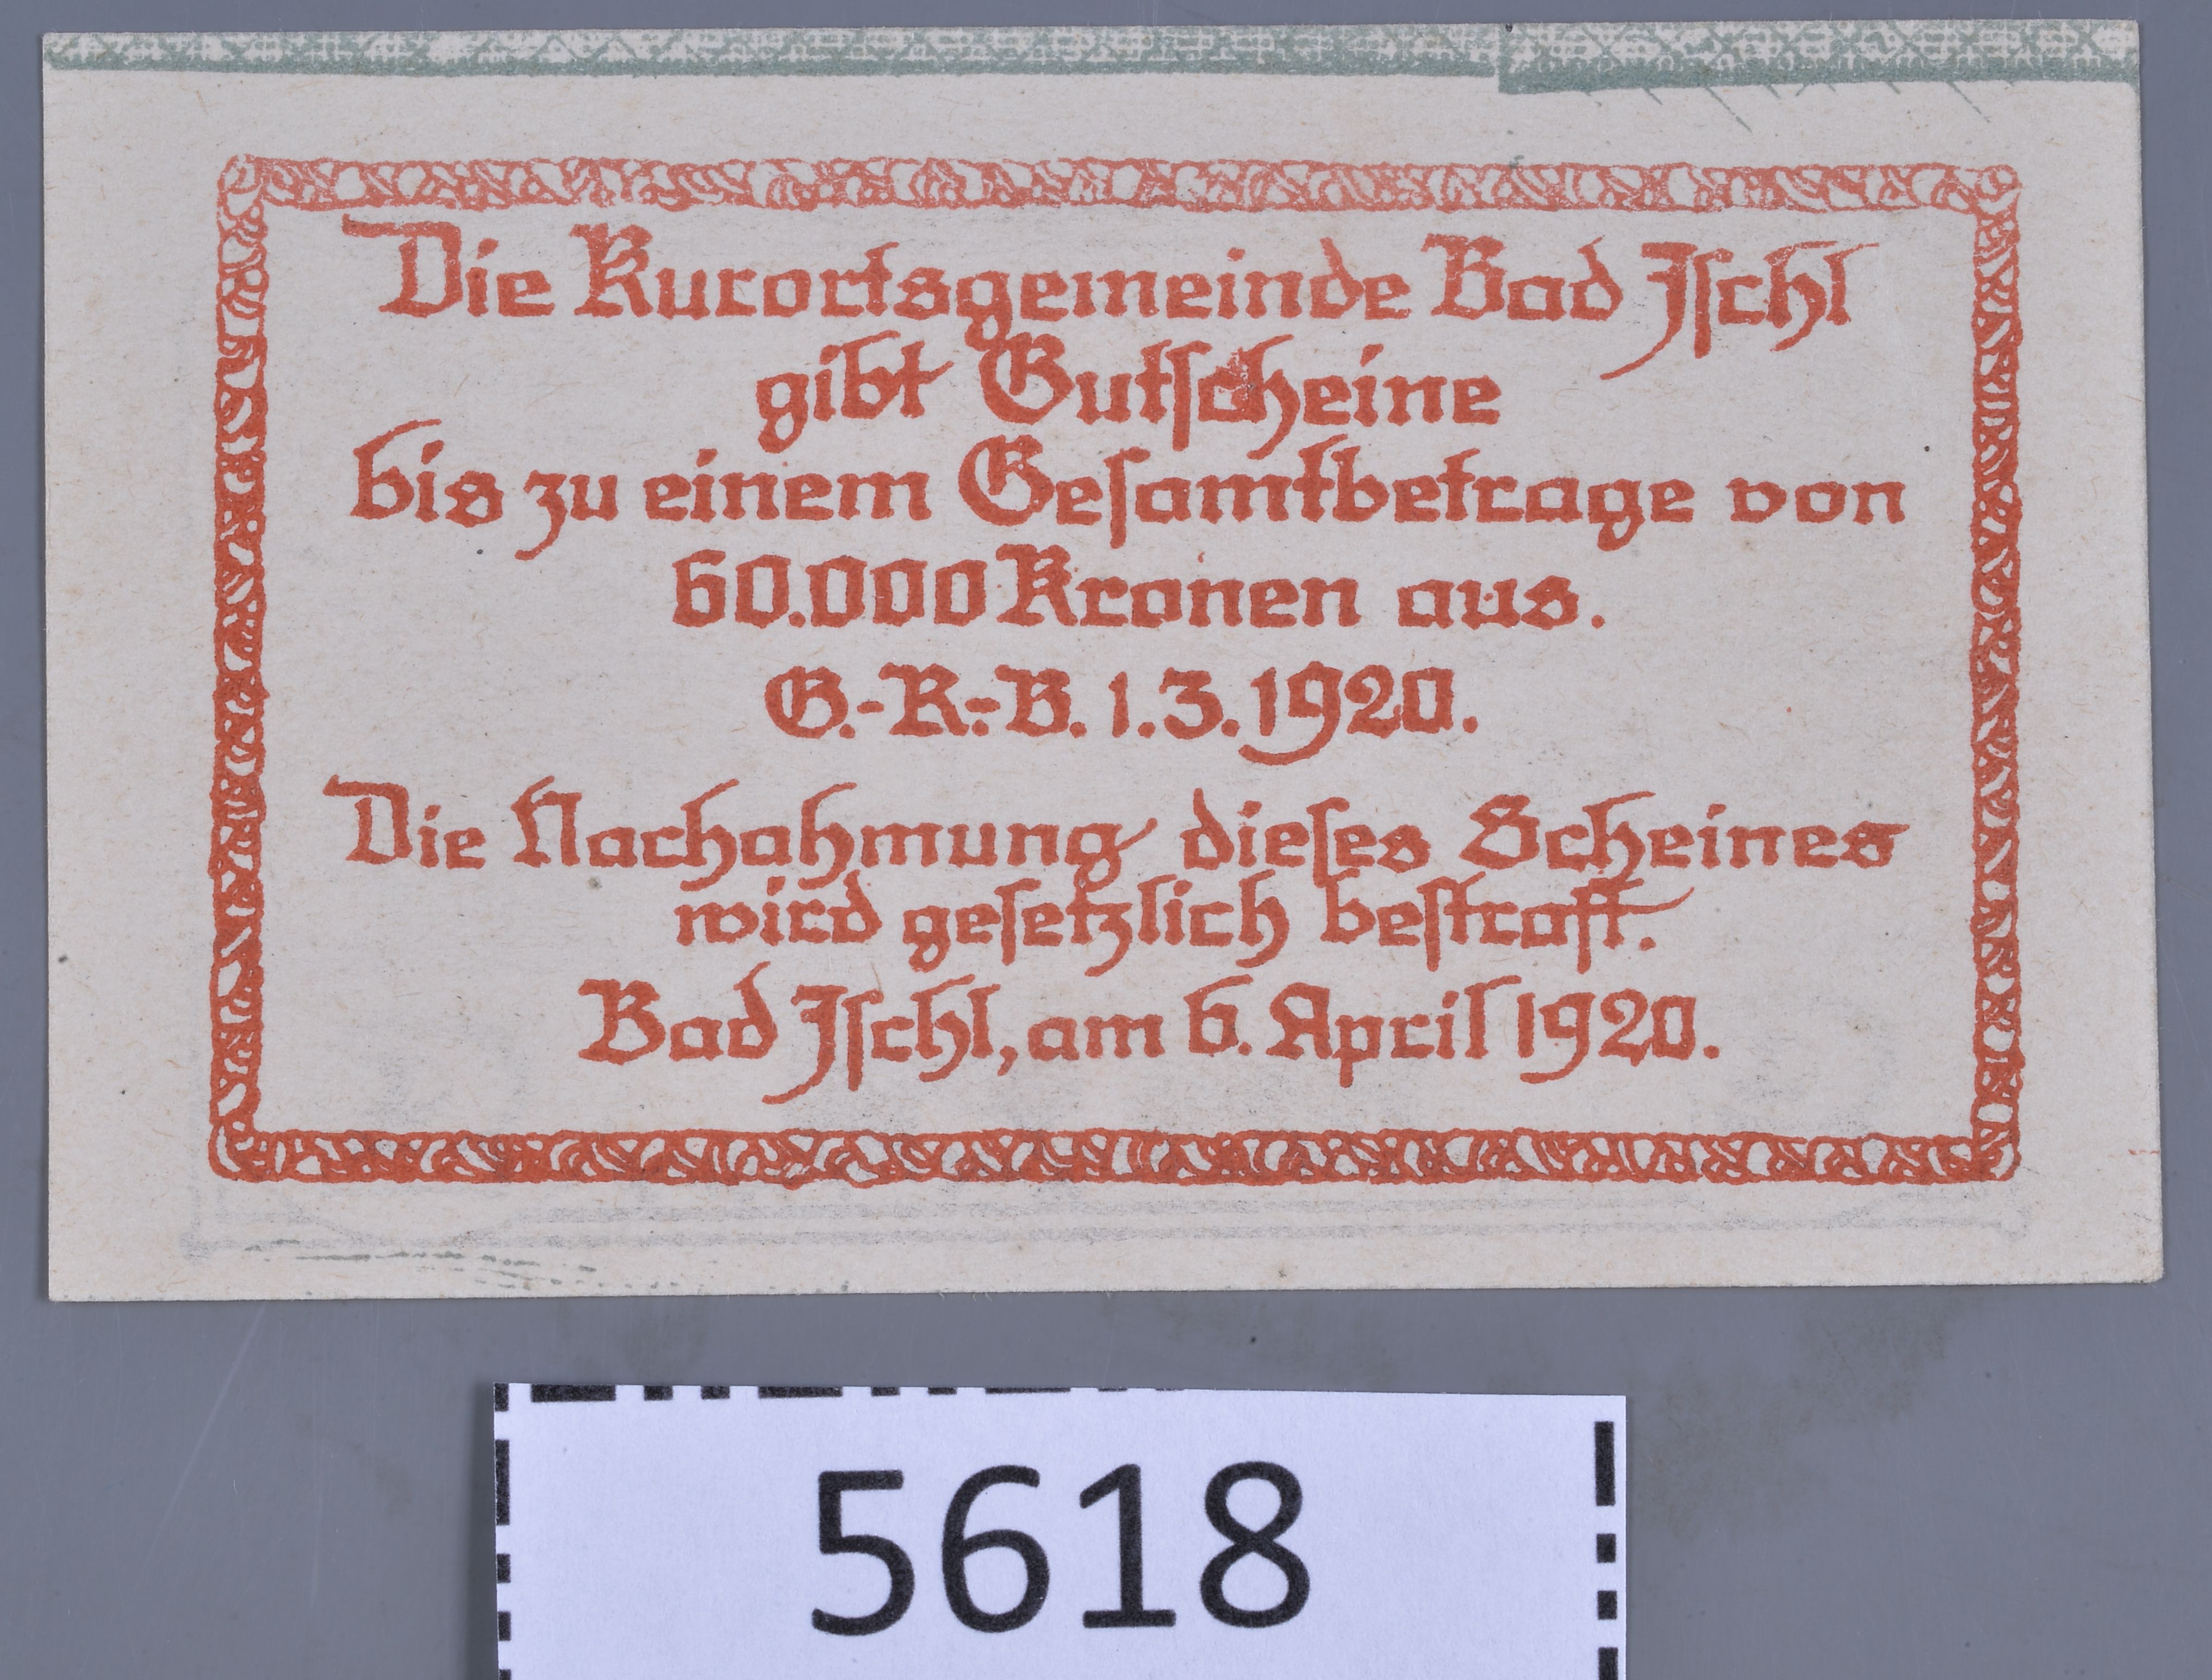 Die Kurortsgemeinde Bad Iſchl
gibt Gutſcheine
bis zu einem Geſamtbetrage von
60.000 Kronen aus.
G.-R.-B. 1.3.1920.
Die Nachahmung dieſes Scheines
wird geſetzlich beſtraft.
Bad Iſchl, am 6. April 1920.
5618